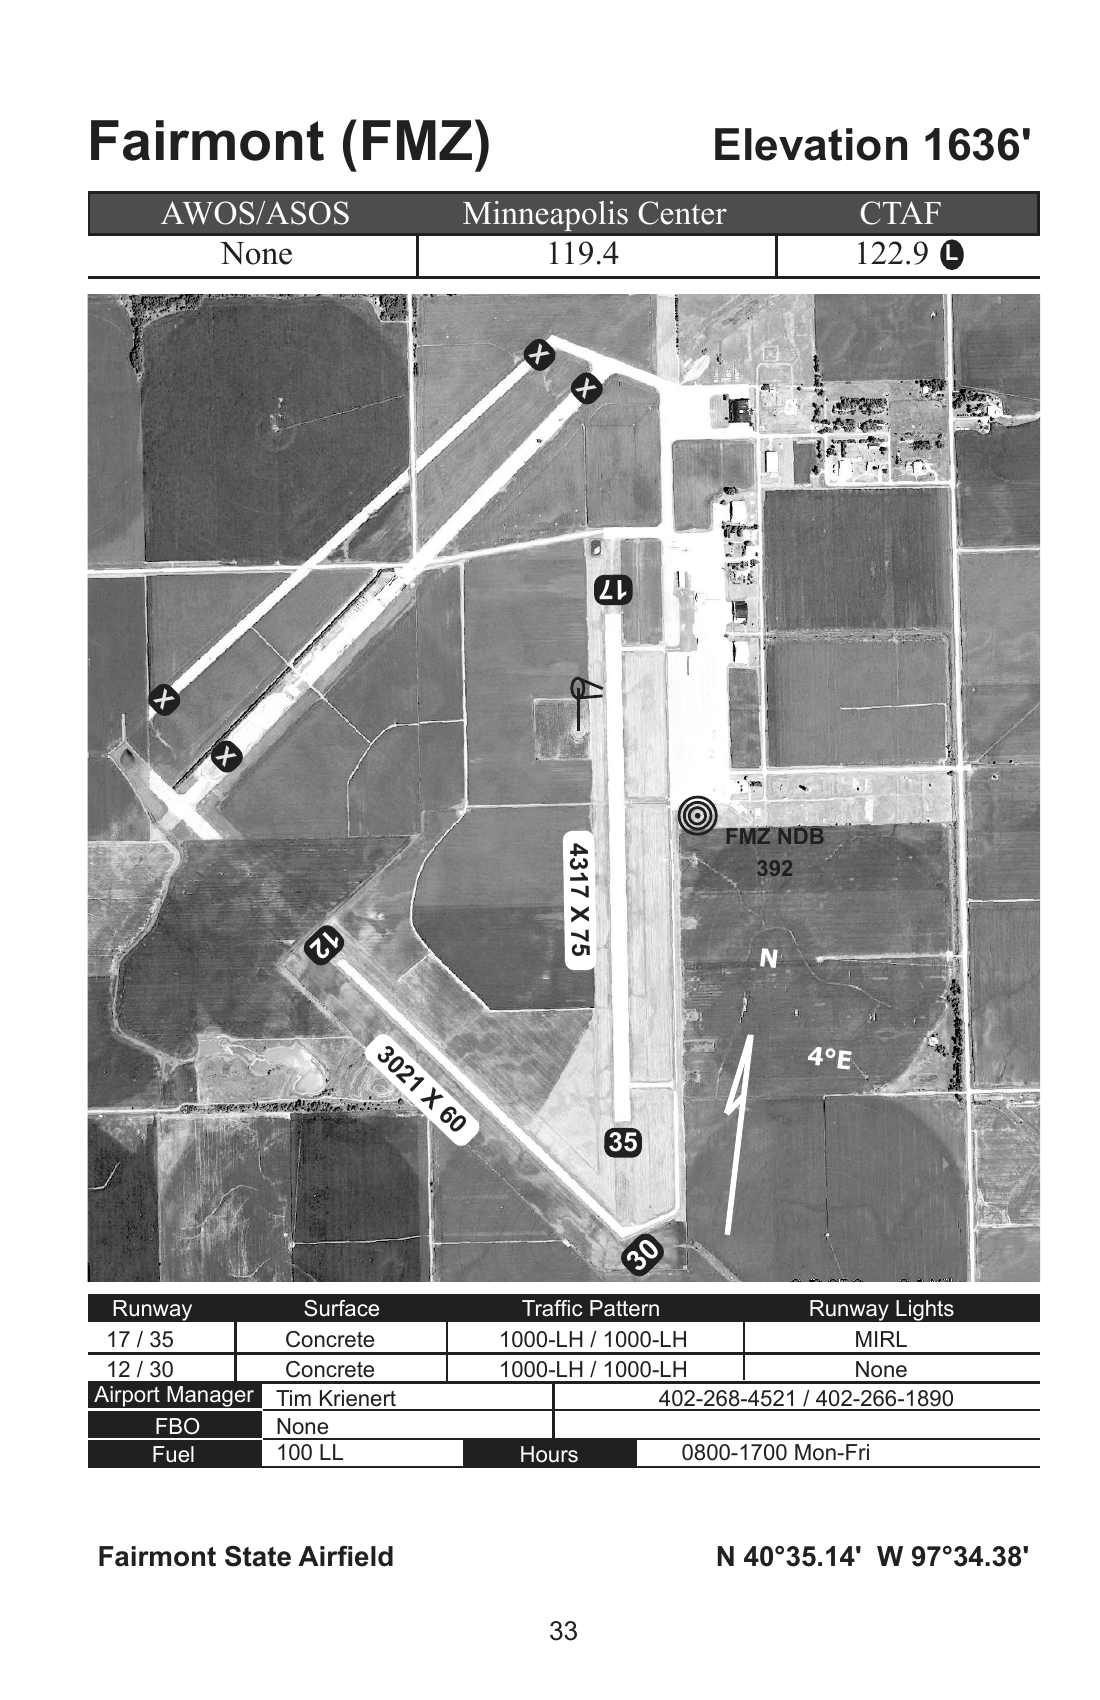 Fairmont (FMZ) Elevation 1636'
AWOS/ASOS Minneapolis Center CTAF
None 119.4 122.9 L
X
X
17
X
X
FMZ NDB
392
4317 X 75
12
N
4°E
3021 X 60
35
30
Runway Surface Traffic Pattern Runway Lights
17 / 35 Concrete 1000-LH / 1000-LH MIRL
12 / 30 Concrete 1000-LH / 1000-LH None
Airport Manager Tim Krienert 402-268-4521 / 402-266-1890
FBO None
Fuel 100 LL Hours 0800-1700 Mon-Fri
Fairmont State Airfield N 40°35.14' W 97°34.38'
33